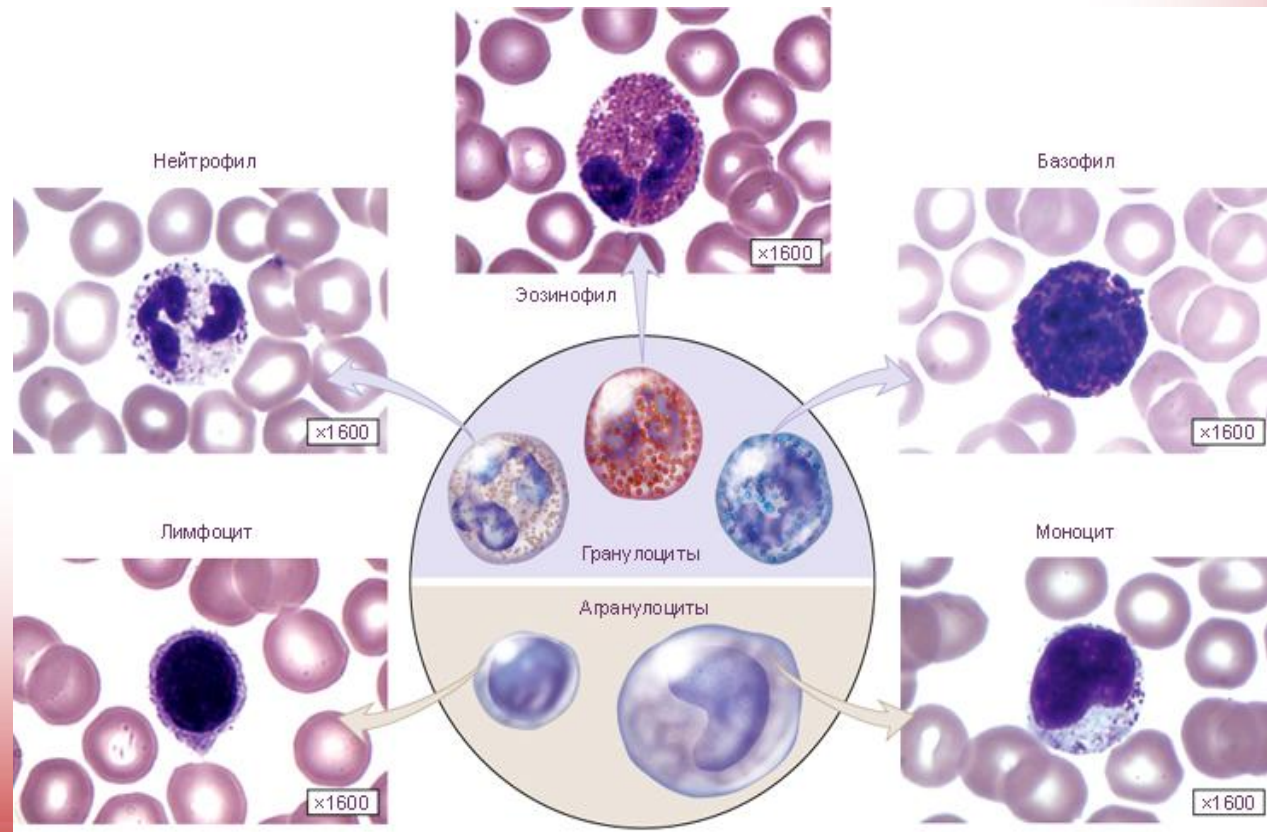 Нейтрофил
Базофил
×1600
Эозинофил
×1600
×1600
Лимфоцит
Гранулоциты
Моноцит
Агранулоциты
×1600
×1600